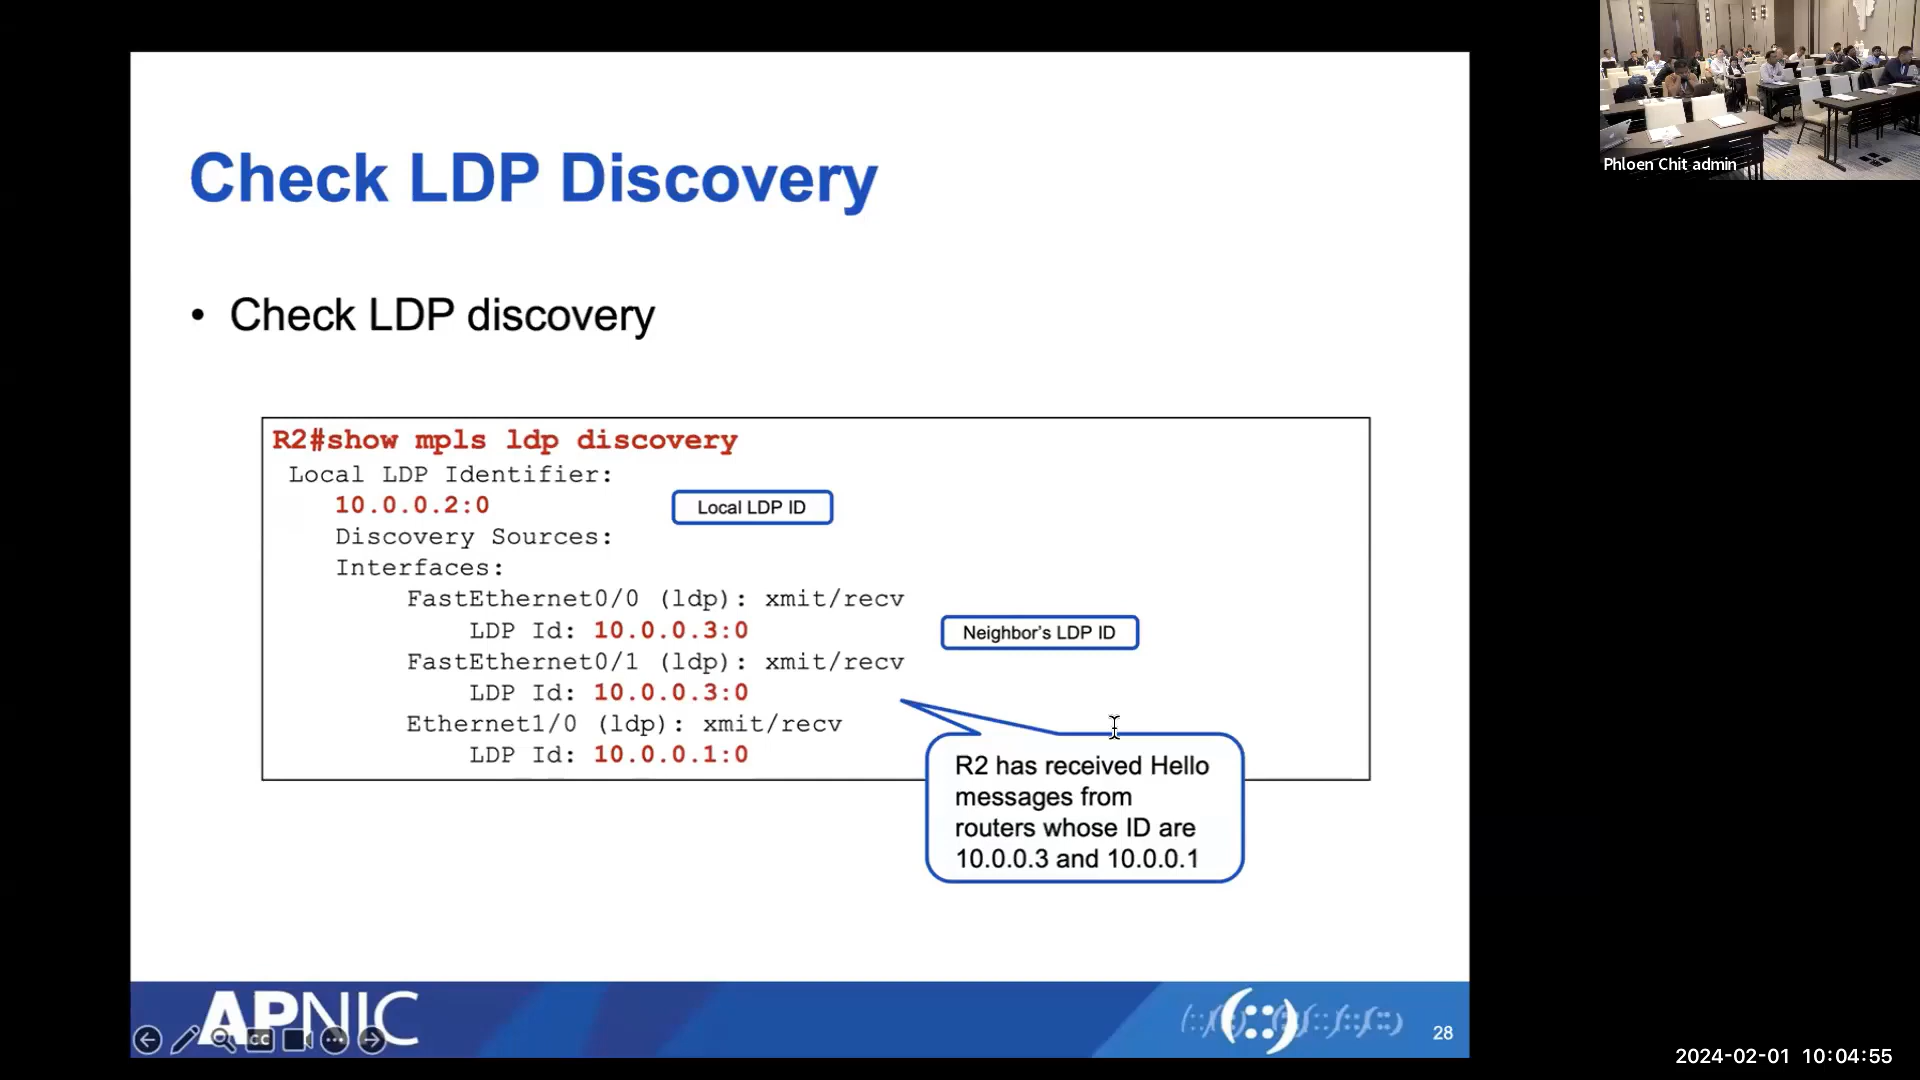 Phloen Chit admin
Check LDP Discovery
• Check LDP discovery
R2#show mpls ldp discovery
Local LDP Identifier:
10.0.0.2:0
Local LDP ID
Discovery Sources:
Interfaces:
FastEthernet0/0 (ldp): xmit/recv
LDP Id: 10.0.0.3:0
Neighbor’s LDP ID
FastEthernet0/1 (ldp): xmit/recv
LDP Id: 10.0.0.3:0
Ethernet1/0 (ldp): xmit/recv
LDP Id: 10.0.0.1:0
R2 has received Hello
messages from
routers whose ID are
10.0.0.3 and 10.0.0.1
APNIC
CC
(::)
28
2024-02-01 10:04:55